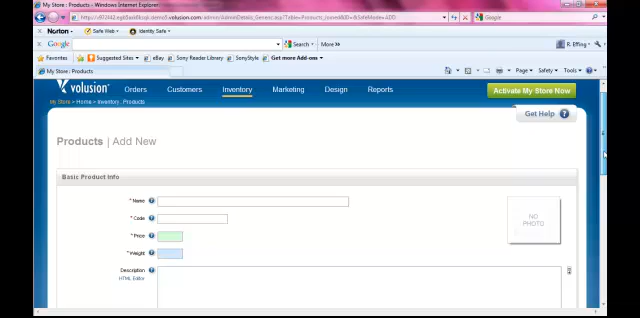 My Store : Products - Windows Internet Explorer
Google
Norton
Safe Web
Identity Safe
Google
Search
More »
R. Effing
Favorites
Suggested Sites
eBay
Sony Reader Library
SonyStyle
Get more Add-ons
My Store : Products
Page
Safety
Tools
volusion
Orders
Customers
Inventory
Marketing
Design
Reports
Activate My Store Now
My Store > Home > Inventory : Products
Get Help ?
Products | Add New
Basic Product Info
* Name ?
* Code ?
NO PHOTO
* Price ?
* Weight ?
Description ?
HTML Editor